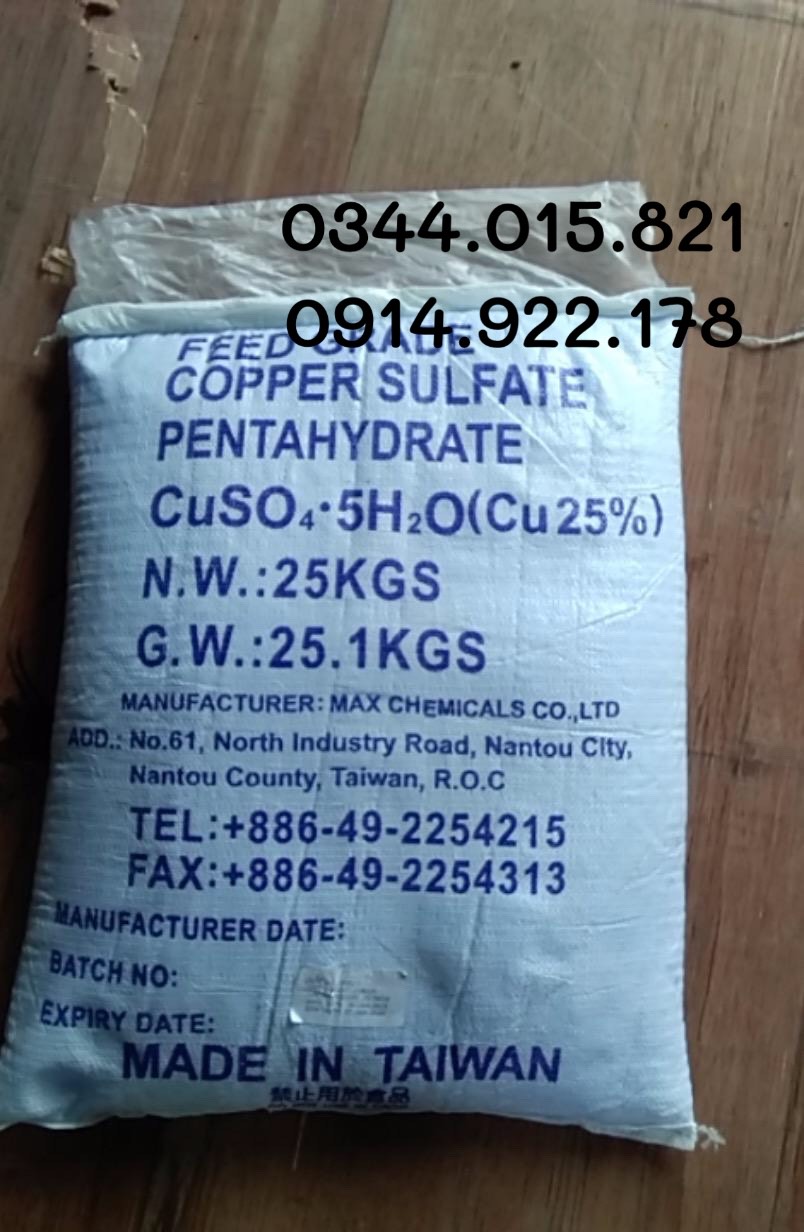 0344.015.821
0914.922.178
FEED GRADE
COPPER SULFATE
PENTAHYDRATE
CuSO₄·5H₂O(Cu25%)
N.W.:25KGS
G.W.:25.1KGS
MANUFACTURER: MAX CHEMICALS CO.,LTD
ADD.: No.61, North Industry Road, Nantou City,
Nantou County, Taiwan, R.O.C
TEL:+886-49-2254215
FAX:+886-49-2254313
MANUFACTURER DATE:
BATCH NO:
EXPIRY DATE:
MADE IN TAIWAN
禁止用於食品